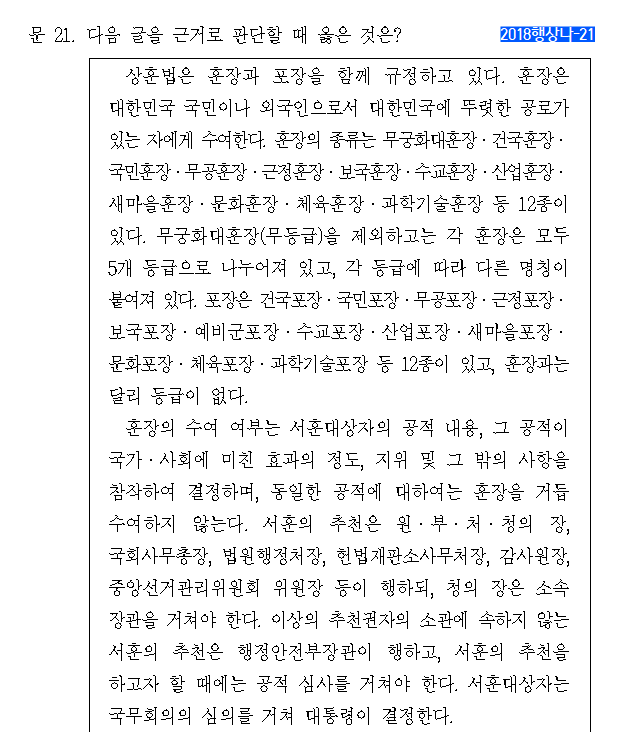 문 21. 다음 글을 근거로 판단할 때 옳은 것은?
2018행상나-21
상훈법은 훈장과 포장을 함께 규정하고 있다. 훈장은
대한민국 국민이나 외국인으로서 대한민국에 뚜렷한 공로가
있는 자에게 수여한다. 훈장의 종류는 무궁화대훈장·건국훈장·
국민훈장·무공훈장·근정훈장·보국훈장·수교훈장·산업훈장·
새마을훈장·문화훈장·체육훈장·과학기술훈장 등 12종이
있다. 무궁화대훈장(무등급)을 제외하고는 각 훈장은 모두
5개 등급으로 나누어져 있고, 각 등급에 따라 다른 명칭이
붙여져 있다. 포장은 건국포장·국민포장·무공포장·근정포장·
보국포장·예비군포장·수교포장·산업포장·새마을포장·
문화포장·체육포장·과학기술포장 등 12종이 있고, 훈장과는
달리 등급이 없다.
훈장의 수여 여부는 서훈대상자의 공적 내용, 그 공적이
국가·사회에 미친 효과의 정도, 지위 및 그 밖의 사항을
참작하여 결정하며, 동일한 공적에 대하여는 훈장을 거듭
수여하지 않는다. 서훈의 추천은 원·부·처·청의 장,
국회사무총장, 법원행정처장, 헌법재판소사무처장, 감사원장,
중앙선거관리위원회 위원장 등이 행하되, 청의 장은 소속
장관을 거쳐야 한다. 이상의 추천권자의 소관에 속하지 않는
서훈의 추천은 행정안전부장관이 행하고, 서훈의 추천을
하고자 할 때에는 공적 심사를 거쳐야 한다. 서훈대상자는
국무회의의 심의를 거쳐 대통령이 결정한다.